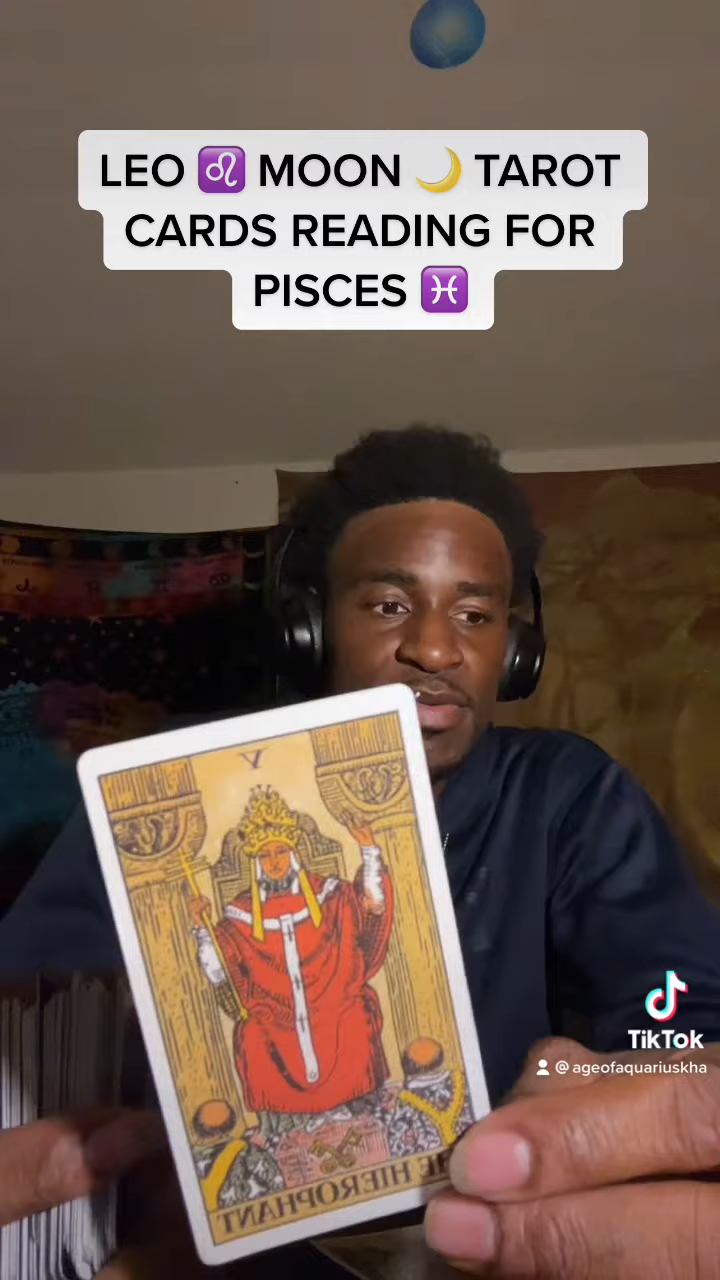 LEO ♌ MOON 🌙 TAROT
CARDS READING FOR
PISCES ♓
V
THE HIEROPHANT
TikTok
@ageofaquariuskha